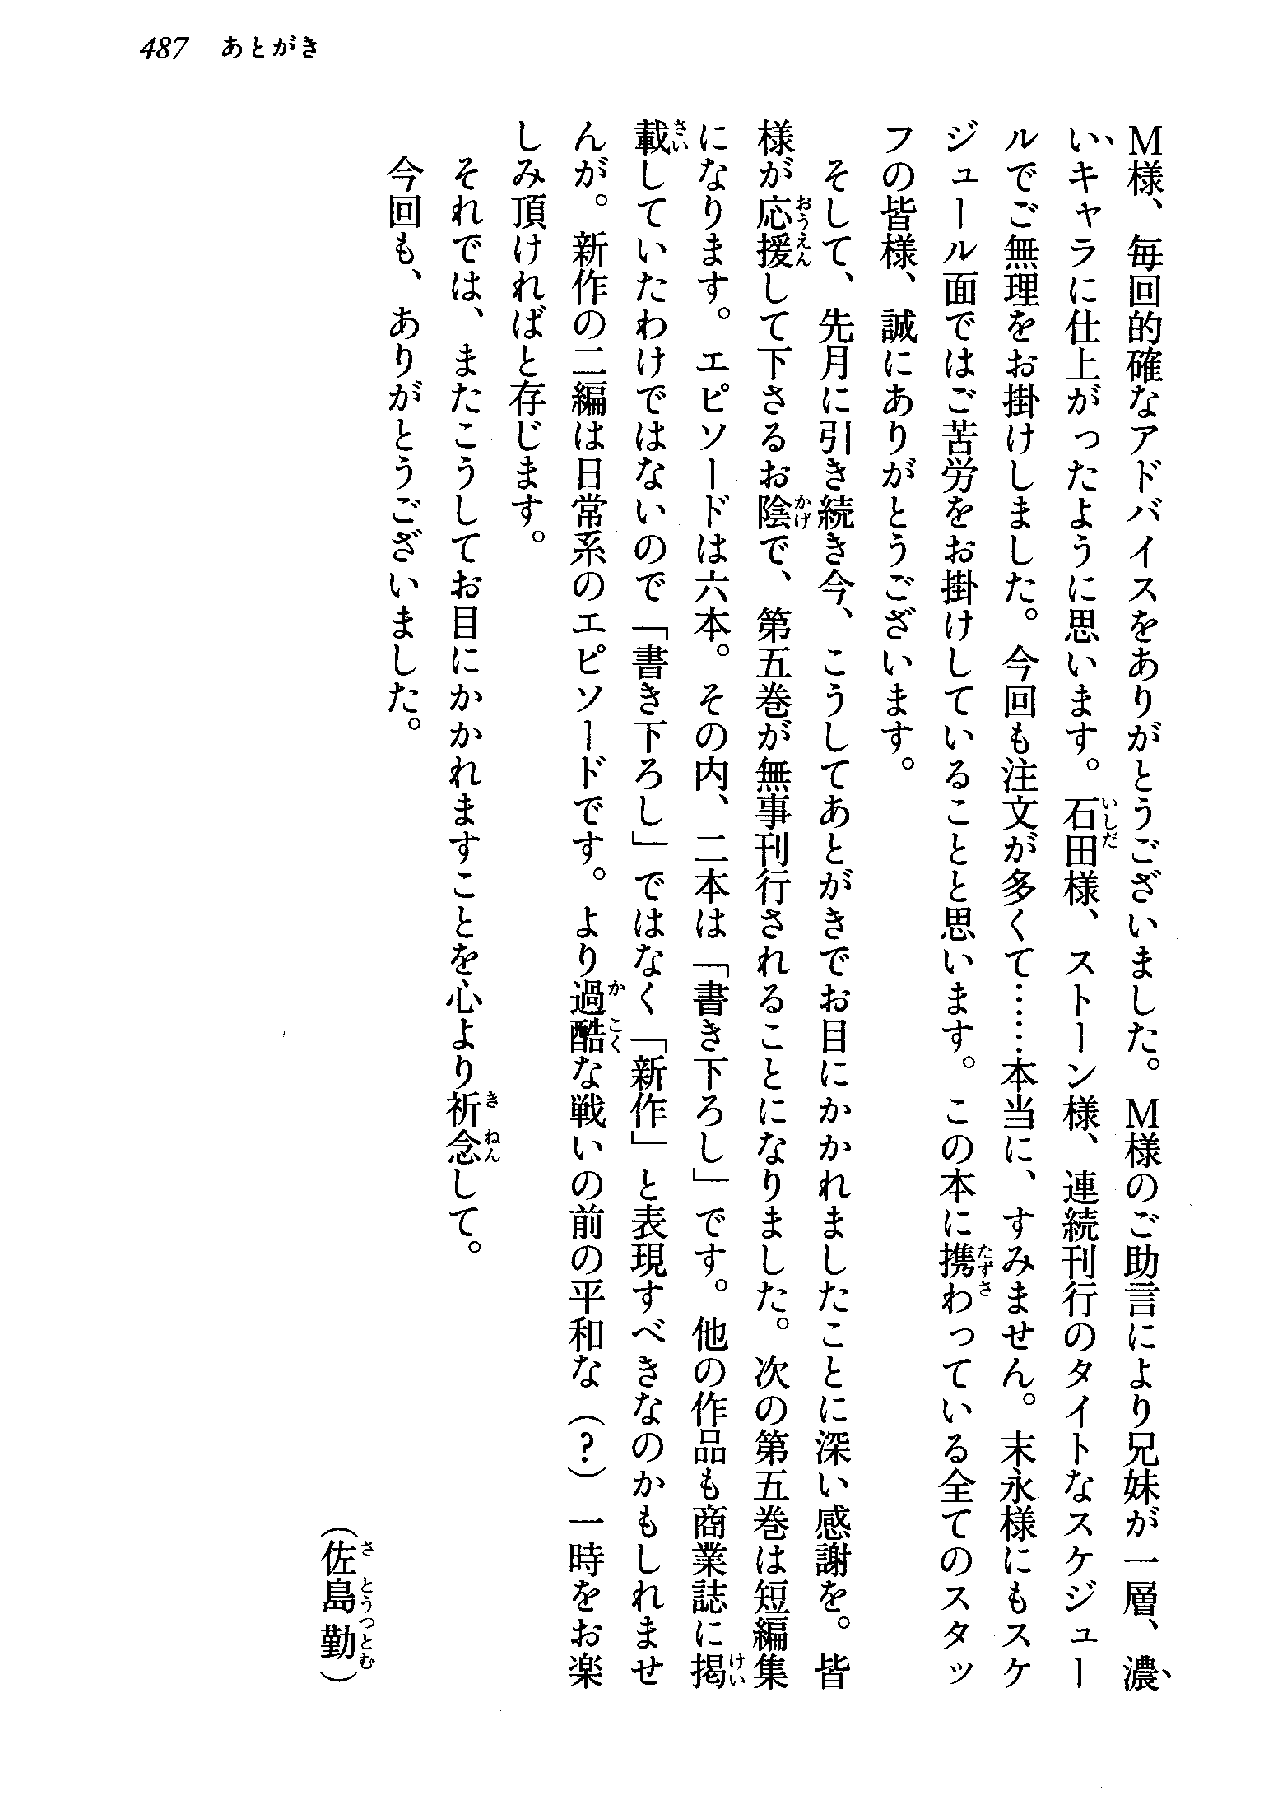 487 あとがき
M様、毎回的確なアドバイスをありがとうございました。M様のご助言により兄妹が一層、濃
いキャラに仕上がったように思います。石田様、ストーン様、連続刊行のタイトなスケジュー
ルでご無理をお掛けしました。今回も注文が多くて……本当に、すみません。末永様にもスケ
ジュール面ではご苦労をお掛けしていることと思います。この本に携わっている全てのスタッ
フの皆様、誠にありがとうございます。
そして、先月に引き続き今、こうしてあとがきでお目にかかれましたことに深い感謝を。皆
様が応援して下さるお陰で、第五巻が無事刊行されることになりました。次の第五巻は短編集
になります。エピソードは六本。その内、二本は「書き下ろし」です。他の作品も商業誌に掲
載していたわけではないので「書き下ろし」ではなく「新作」と表現すべきなのかもしれませ
んが。新作の二編は日常系のエピソードです。より過酷な戦いの前の平和な（？）一時をお楽
しみ頂ければと存じます。
それでは、またこうしてお目にかかれますことを心より祈念して。
今回も、ありがとうございました。
（佐島勤）